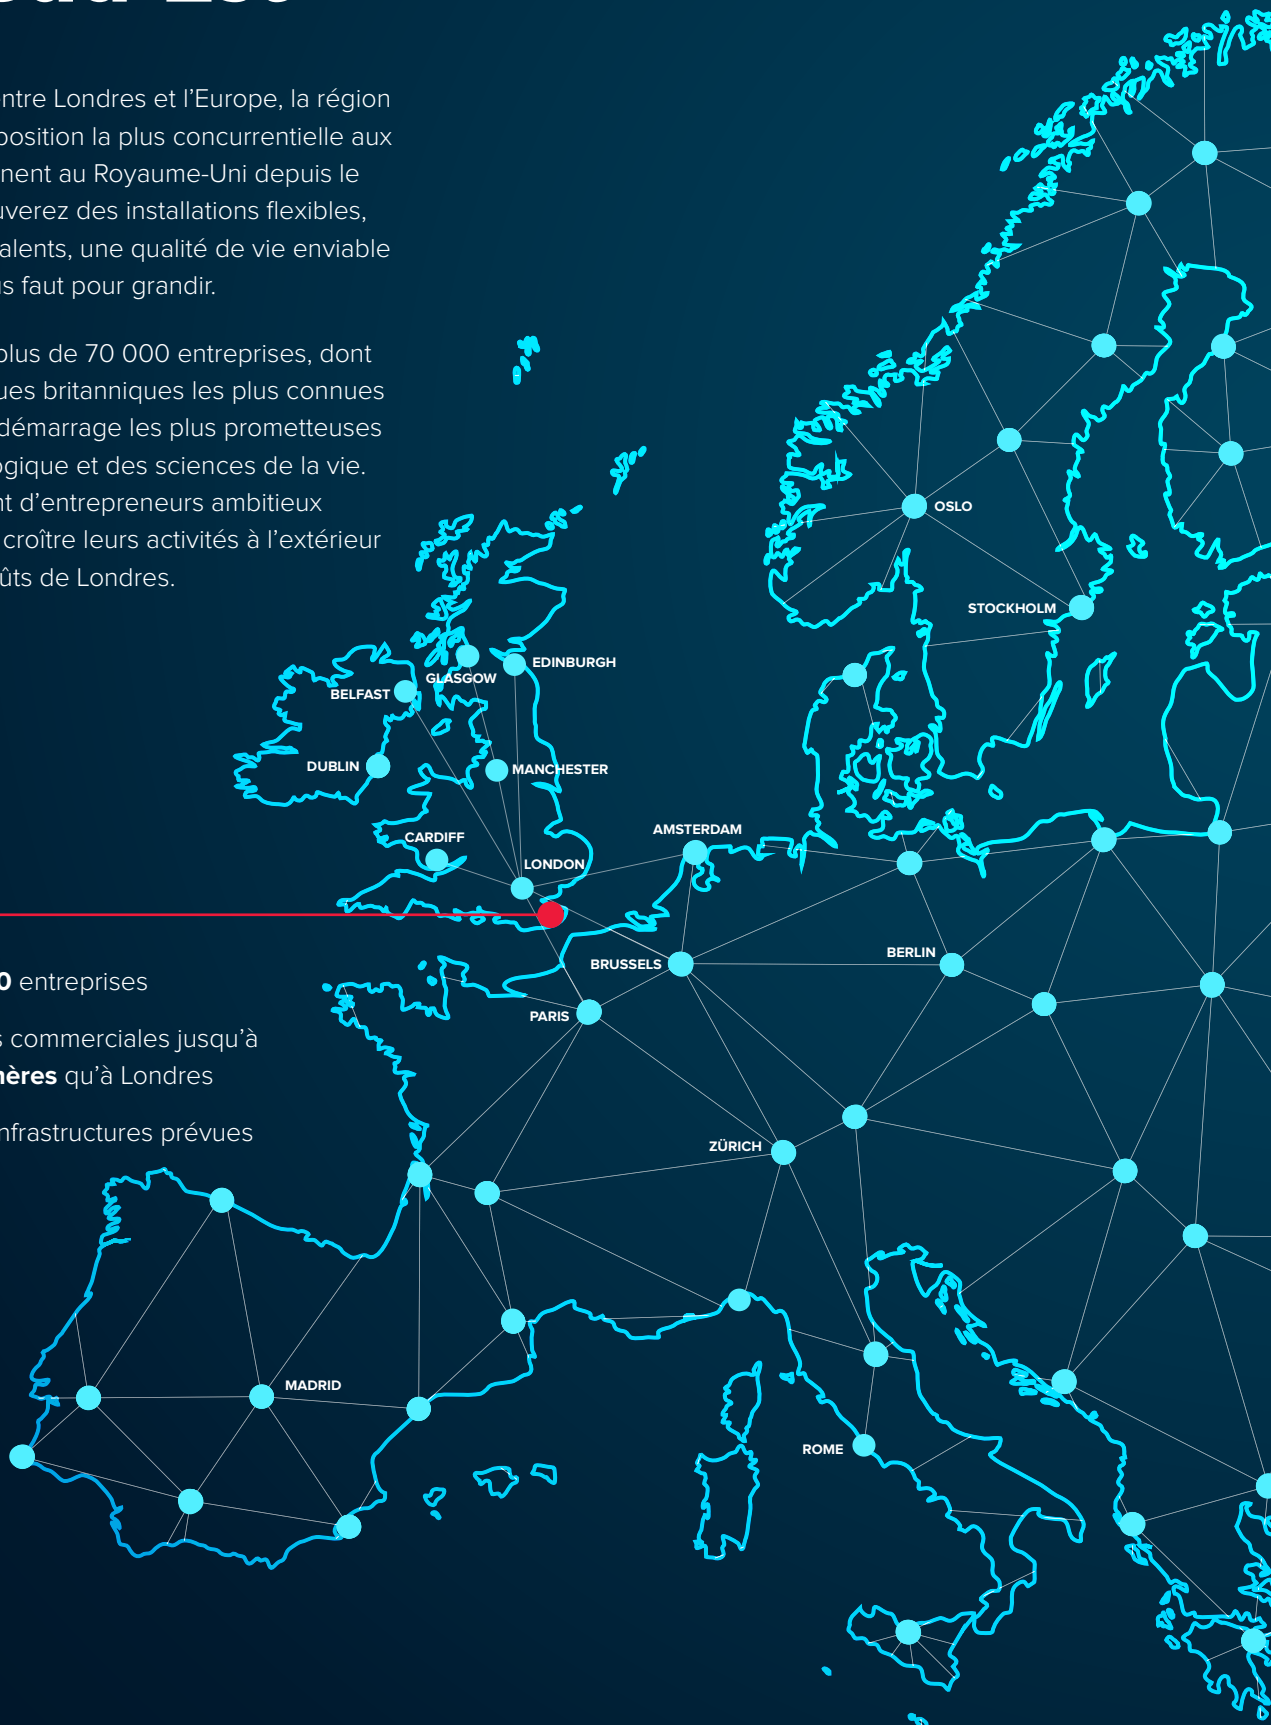 ntre Londres et l’Europe, la région
position la plus concurrentielle aux
nent au Royaume-Uni depuis le
uverez des installations flexibles,
alents, une qualité de vie enviable
s faut pour grandir.
plus de 70 000 entreprises, dont
ues britanniques les plus connues
démarrage les plus prometteuses
ogique et des sciences de la vie.
nt d’entrepreneurs ambitieux
croître leurs activités à l’extérieur
ûts de Londres.
OSLO
STOCKHOLM
EDINBURGH
GLASGOW
BELFAST
DUBLIN
MANCHESTER
AMSTERDAM
CARDIFF
LONDON
BERLIN
BRUSSELS
0 entreprises
PARIS
s commerciales jusqu’à
hères qu’à Londres
nfrastructures prévues
ZÜRICH
MADRID
ROME